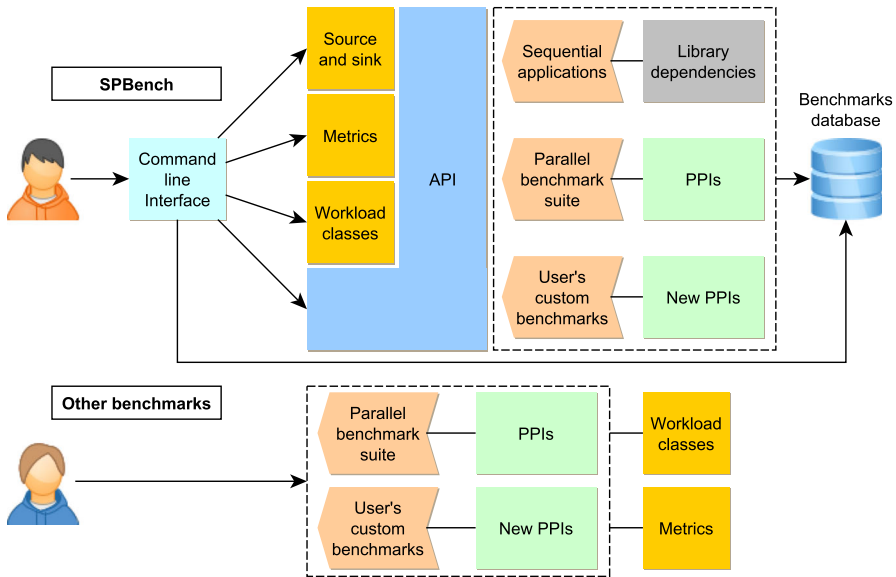 SPBench
Command
line
Interface
Source
and sink
Metrics
Workload
classes
API
Sequential
applications
Library
dependencies
Parallel
benchmark
suite
PPIs
User's
custom
benchmarks
New PPIs
Benchmarks
database
Other benchmarks
Parallel
benchmark
suite
PPIs
Workload
classes
User's
custom
benchmarks
New PPIs
Metrics